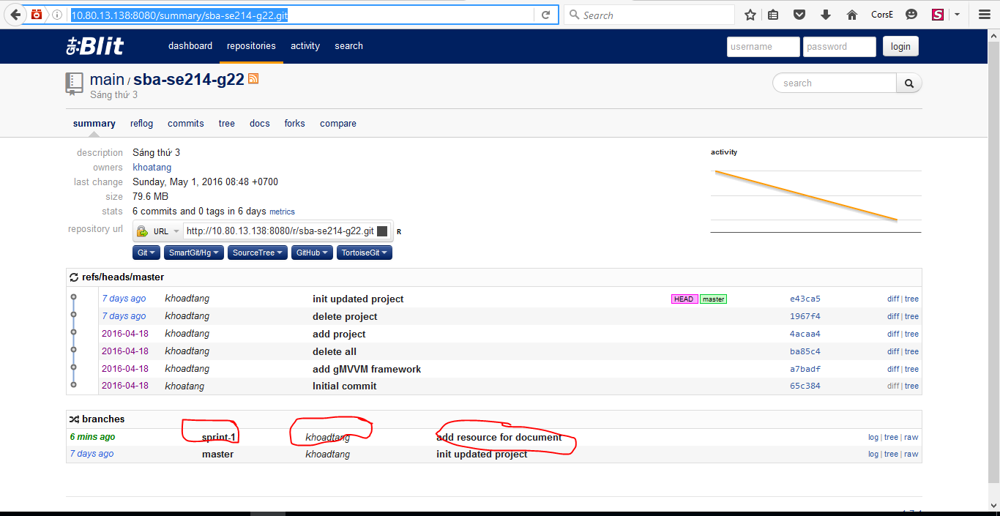 10.80.13.138:8080/summary/sba-se214-g22.git
Search
CorsE
S
git:Blit
dashboard repositories activity search
username password login
main / sba-se214-g22
Sáng thứ 3
search
summary reflog commits tree docs forks compare
description Sáng thứ 3
owners khoatang
last change Sunday, May 1, 2016 08:48 +0700
size 79.6 MB
stats 6 commits and 0 tags in 6 days metrics
repository url URL http://10.80.13.138:8080/r/sba-se214-g22.git R
Git SmartGit/Hg SourceTree GitHub TortoiseGit
activity
refs/heads/master
7 days ago khoadtang init updated project HEAD master e43ca5 diff | tree
7 days ago khoadtang delete project 1967f4 diff | tree
2016-04-18 khoadtang add project 4acaa4 diff | tree
2016-04-18 khoadtang delete all ba85c4 diff | tree
2016-04-18 khoadtang add gMVVM framework a7badf diff | tree
2016-04-18 khoatang Initial commit 65c384 diff | tree
branches
6 mins ago sprint-1 khoadtang add resource for document log | tree | raw
7 days ago master khoadtang init updated project log | tree | raw